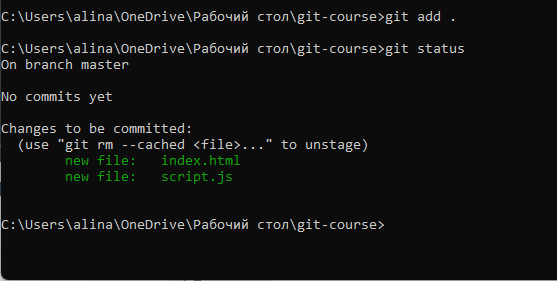 C:\Users\alina\OneDrive\Рабочий стол\git-course>git add .
C:\Users\alina\OneDrive\Рабочий стол\git-course>git status
On branch master
No commits yet
Changes to be committed:
(use "git rm --cached <file>..." to unstage)
new file: index.html
new file: script.js
C:\Users\alina\OneDrive\Рабочий стол\git-course>